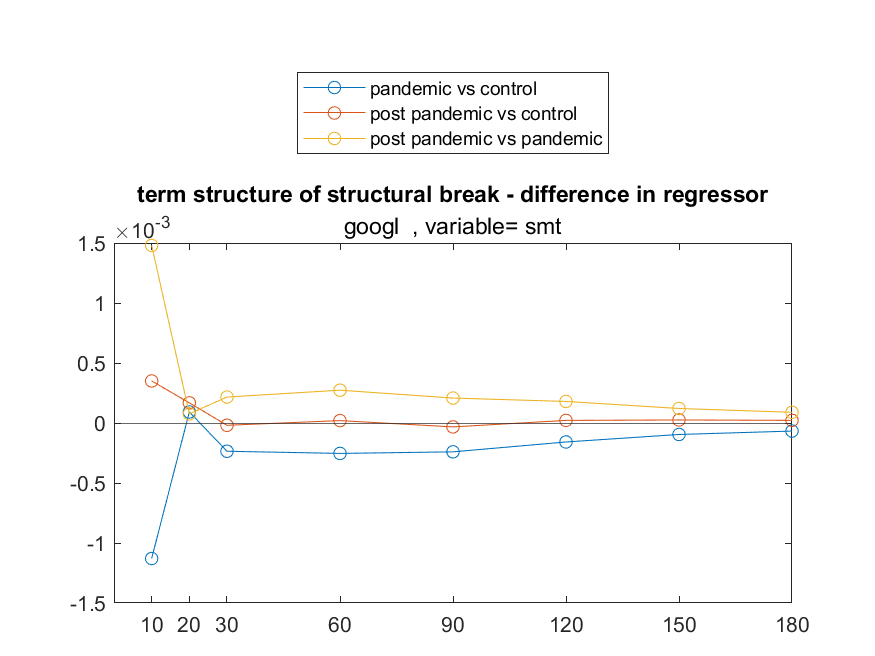 pandemic vs control
post pandemic vs control
post pandemic vs pandemic
term structure of structural break - difference in regressor
googl , variable= smt
×10-3
1.5
1
0.5
0
-0.5
-1
-1.5
10 20 30 60 90 120 150 180